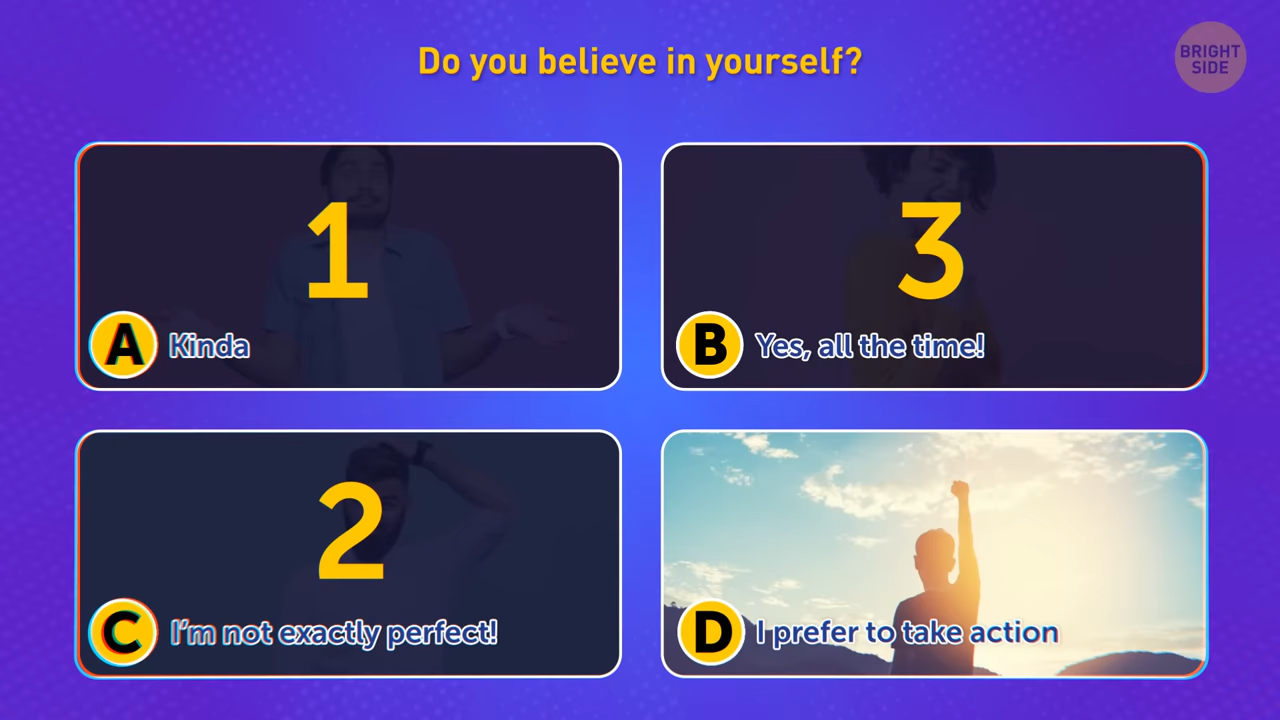 Do you believe in yourself?
BRIGHT
SIDE
1
A Kinda
3
B Yes, all the time!
2
C I'm not exactly perfect!
D I prefer to take action